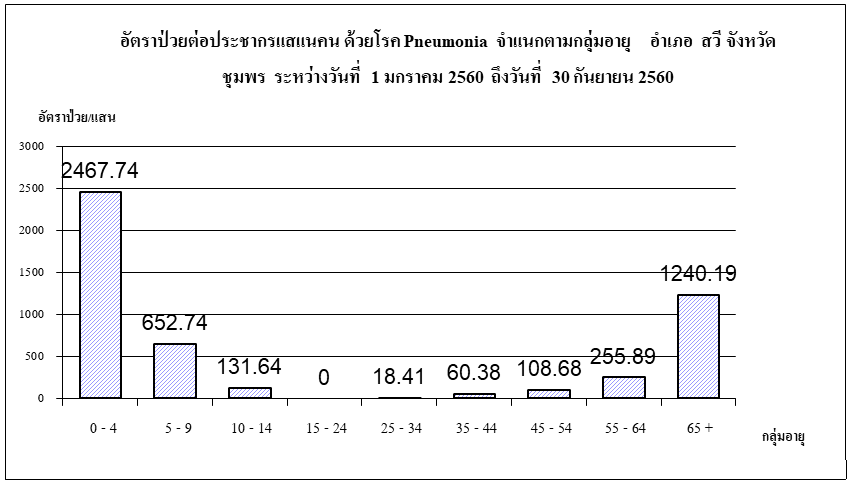 อัตราป่วยต่อประชากรแสแนคน ด้วยโรค Pneumonia จำแนกตามกลุ่มอายุ อำเภอ สวี จังหวัด
ชุมพร ระหว่างวันที่ 1 มกราคม 2560 ถึงวันที่ 30 กันยายน 2560
อัตราป่วย/แสน
3000
2500
2000
1500
1000
500
0
2467.74
652.74
131.64
0
18.41
60.38
108.68
255.89
1240.19
0 - 4
5 - 9
10 - 14
15 - 24
25 - 34
35 - 44
45 - 54
55 - 64
65 +
กลุ่มอายุ